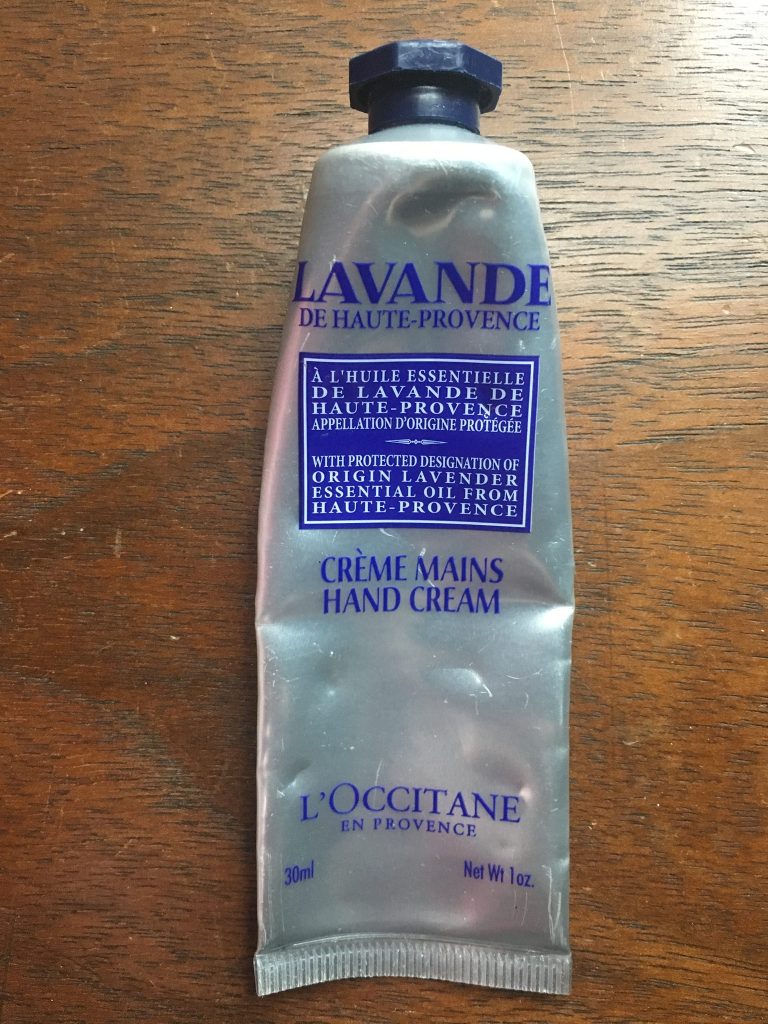 LAVANDE
DE HAUTE-PROVENCE
À L'HUILE ESSENTIELLE
DE LAVANDE DE
HAUTE-PROVENCE
APPELLATION D'ORIGINE PROTÉGÉE
WITH PROTECTED DESIGNATION OF
ORIGIN LAVENDER
ESSENTIAL OIL FROM
HAUTE-PROVENCE
CRÈME MAINS
HAND CREAM
L'OCCITANE
EN PROVENCE
30ml Net Wt 1oz.